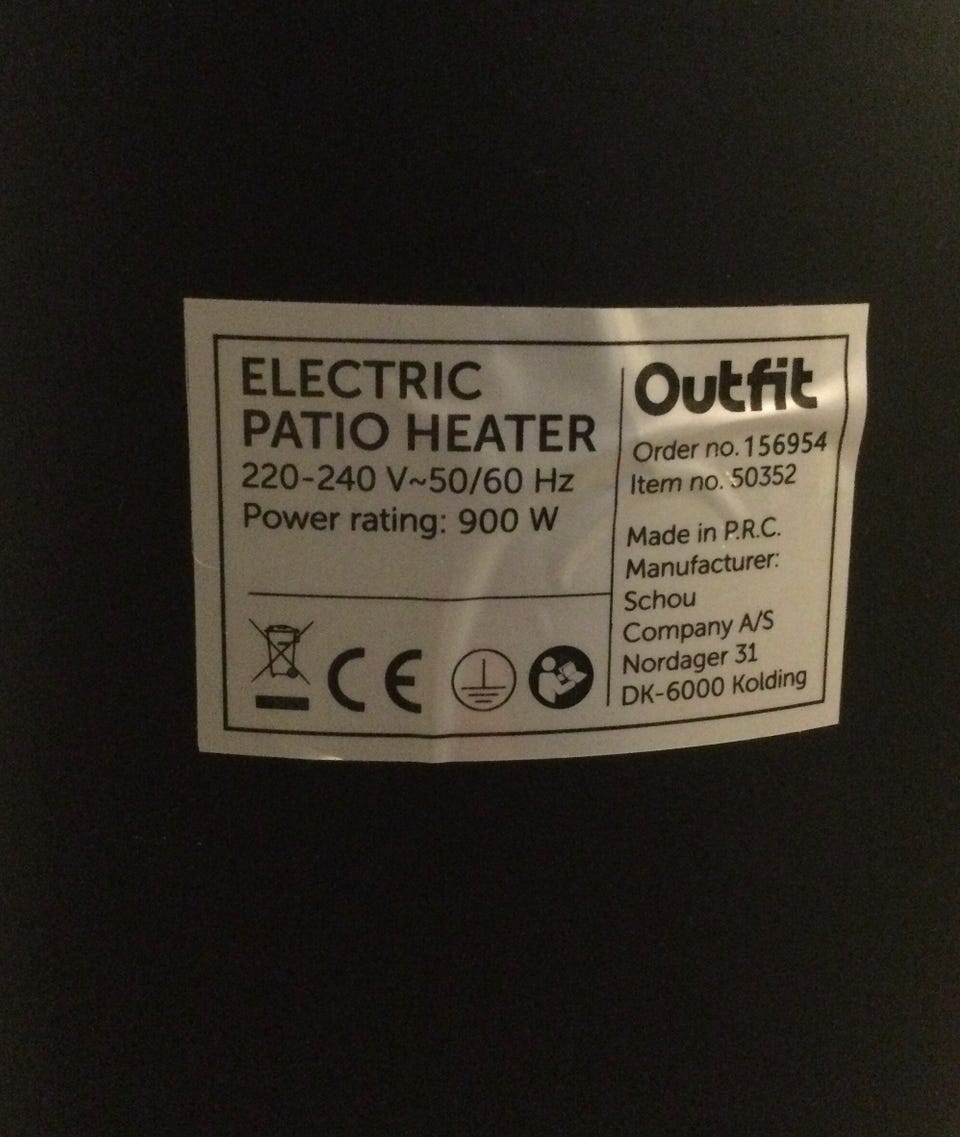 ELECTRIC
PATIO HEATER
220-240 V~50/60 Hz
Power rating: 900 W
CE
Outfit
Order no. 156954
Item no. 50352
Made in P.R.C.
Manufacturer:
Schou
Company A/S
Nordager 31
DK-6000 Kolding